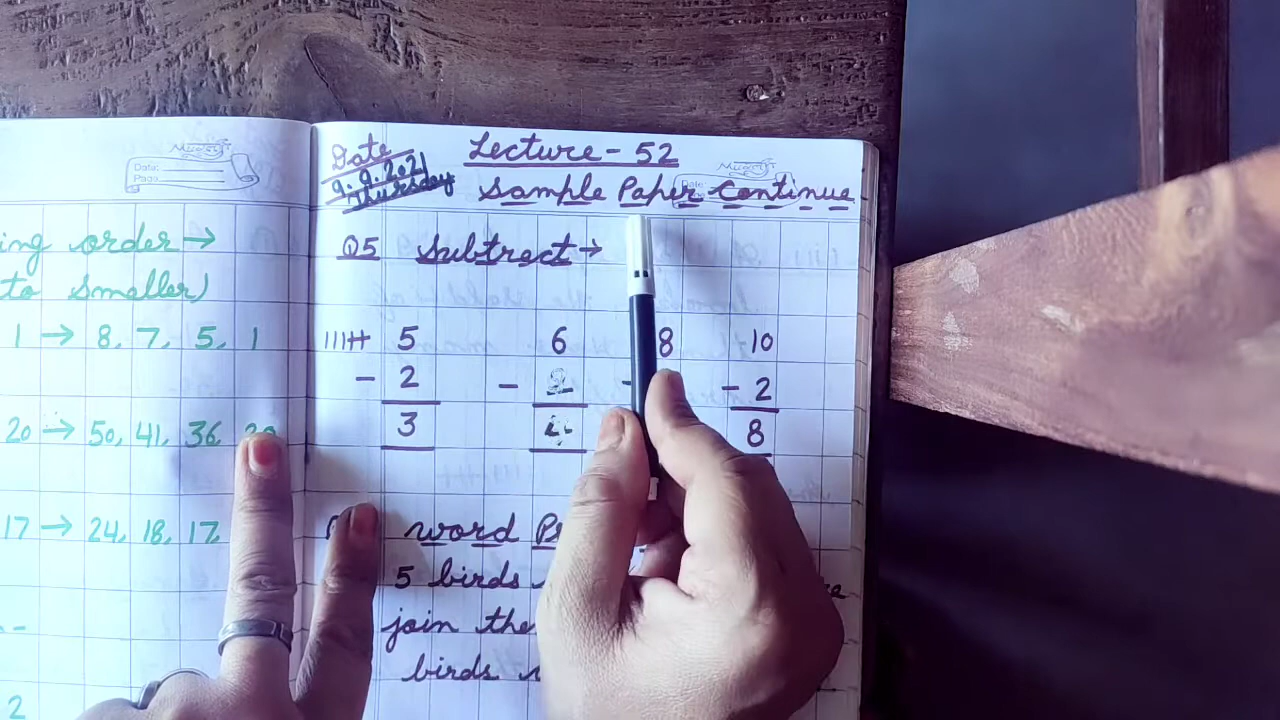 ing order→
to Smaller)
1 → 8, 7, 5, 1
20 → 50, 41, 36,
17 → 24, 18, 17,
2
Date
9.9.2021
Thursday
Lecture - 52
Sample Paper Continue
Q5 Subtract →
5 6 8 10
- 2 - - - 2
3 8
word
5 birds
join the
birds